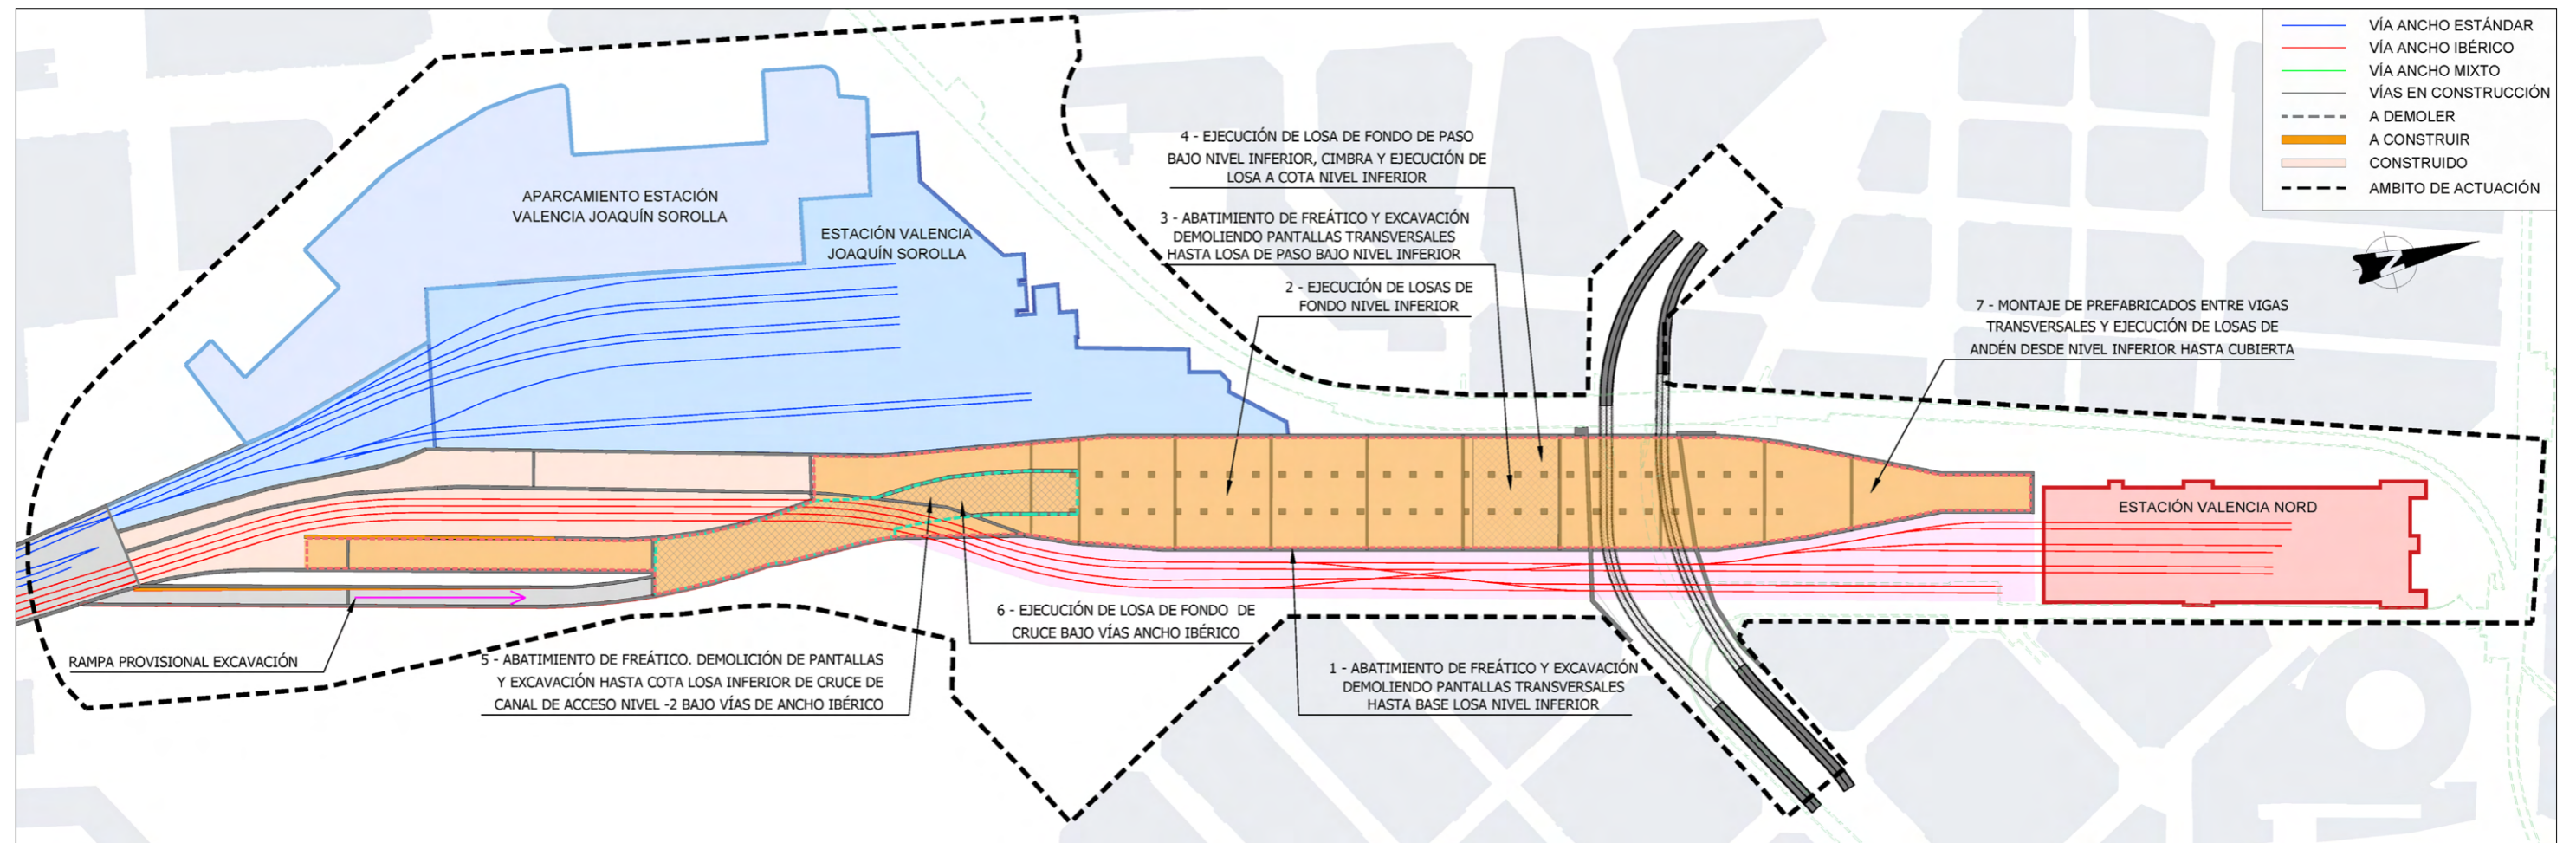 VÍA ANCHO ESTÁNDAR
VÍA ANCHO IBÉRICO
VÍA ANCHO MIXTO
VÍAS EN CONSTRUCCIÓN
A DEMOLER
A CONSTRUIR
CONSTRUIDO
AMBITO DE ACTUACIÓN
4 - EJECUCIÓN DE LOSA DE FONDO DE PASO
BAJO NIVEL INFERIOR, CIMBRA Y EJECUCIÓN DE
LOSA A COTA NIVEL INFERIOR
APARCAMIENTO ESTACIÓN
VALENCIA JOAQUÍN SOROLLA
3 - ABATIMIENTO DE FREÁTICO Y EXCAVACIÓN
DEMOLIENDO PANTALLAS TRANSVERSALES
HASTA LOSA DE PASO BAJO NIVEL INFERIOR
ESTACIÓN VALENCIA
JOAQUÍN SOROLLA
2 - EJECUCIÓN DE LOSAS DE
FONDO NIVEL INFERIOR
7 - MONTAJE DE PREFABRICADOS ENTRE VIGAS
TRANSVERSALES Y EJECUCIÓN DE LOSAS DE
ANDÉN DESDE NIVEL INFERIOR HASTA CUBIERTA
ESTACIÓN VALENCIA NORD
6 - EJECUCIÓN DE LOSA DE FONDO DE
CRUCE BAJO VÍAS ANCHO IBÉRICO
RAMPA PROVISIONAL EXCAVACIÓN
5 - ABATIMIENTO DE FREÁTICO. DEMOLICIÓN DE PANTALLAS
Y EXCAVACIÓN HASTA COTA LOSA INFERIOR DE CRUCE DE
CANAL DE ACCESO NIVEL -2 BAJO VÍAS DE ANCHO IBÉRICO
1 - ABATIMIENTO DE FREÁTICO Y EXCAVACIÓN
DEMOLIENDO PANTALLAS TRANSVERSALES
HASTA BASE LOSA NIVEL INFERIOR